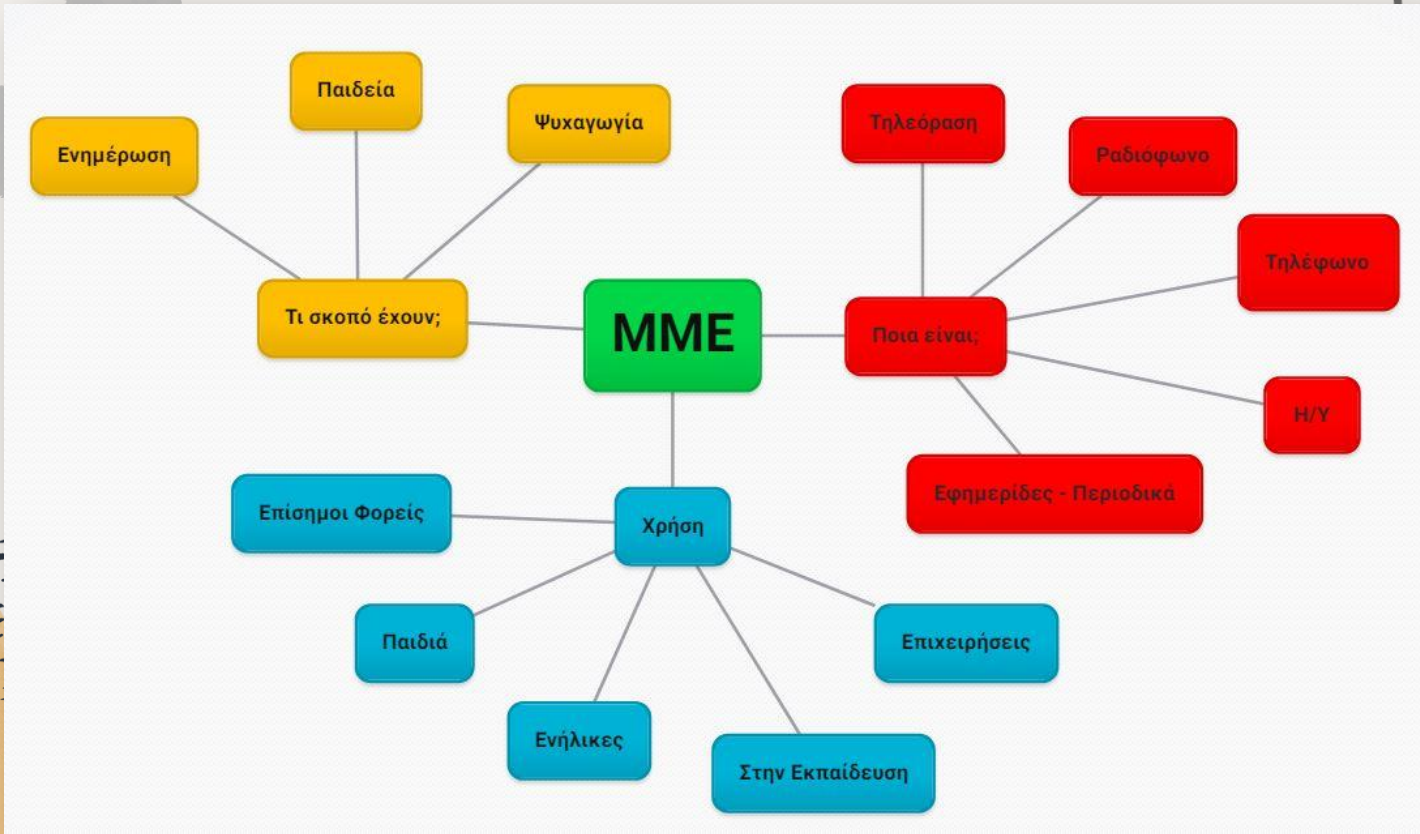 Παιδεία
Ψυχαγωγία
Ενημέρωση
Τι σκοπό έχουν;
ΜΜΕ
Τηλεόραση
Ραδιόφωνο
Τηλέφωνο
Ποια είναι;
Η/Υ
Εφημερίδες - Περιοδικά
Χρήση
Επίσημοι Φορείς
Παιδιά
Ενήλικες
Στην Εκπαίδευση
Επιχειρήσεις